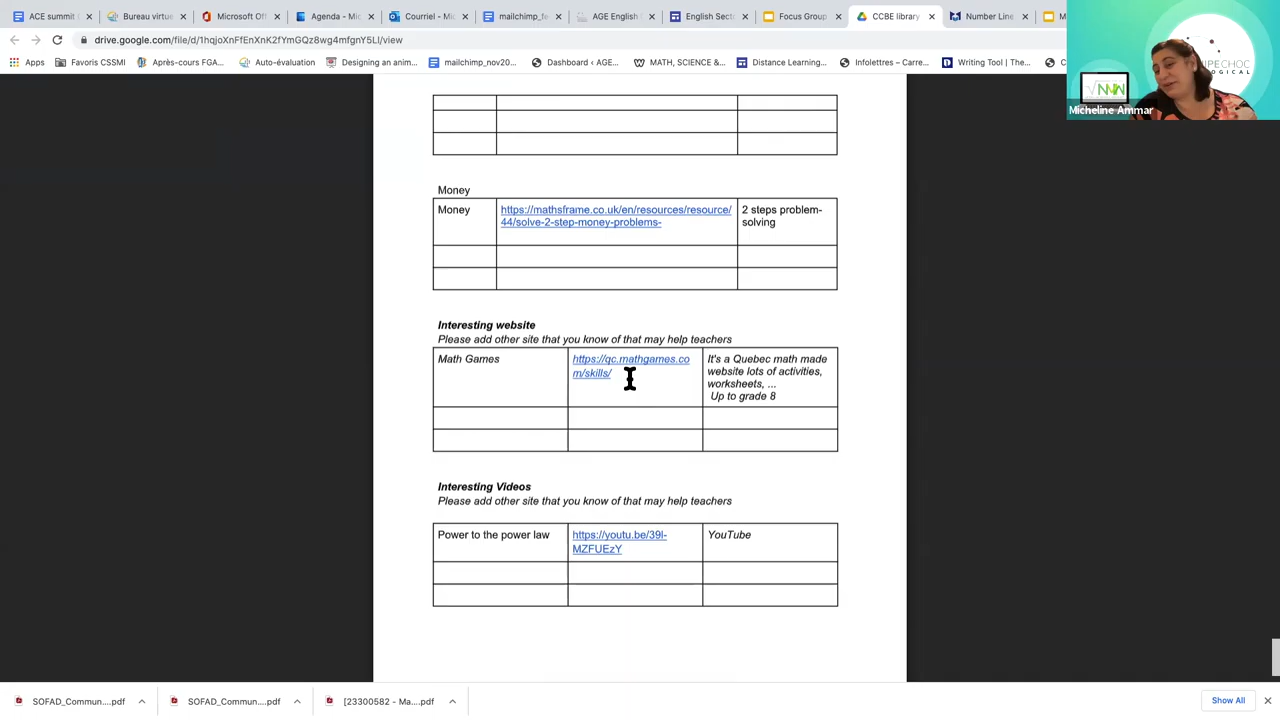 ACE summit (
Bureau virtue
Microsoft Of
Agenda - Mic
Courriel - Mi
mailchimp_fe
AGE English
English Sect
Focus Group
CCBE library
Number Line
M
drive.google.com/file/d/1hqjoXnFfEnXnK2fYmGQz8wg4mfgnY5LI/view
Apps
Favoris CSSMI
Après-cours FGA...
Auto-évaluation
Designing an anim...
mailchimp_nov20...
Dashboard ‹ AGE...
MATH, SCIENCE &...
Distance Learning...
Infolettres – Carre...
Writing Tool | The...
Micheline Ammar
Money
Money
https://mathsframe.co.uk/en/resources/resource/
44/solve-2-step-money-problems-
2 steps problem-
solving
Interesting website
Please add other site that you know of that may help teachers
Math Games
https://qc.mathgames.co
m/skills/
It's a Quebec math made
website lots of activities,
worksheets, ...
Up to grade 8
Interesting Videos
Please add other site that you know of that may help teachers
Power to the power law
https://youtu.be/39l-
MZFUEzY
YouTube
SOFAD_Commun....pdf
SOFAD_Commun....pdf
[23300582 - Ma....pdf
Show All